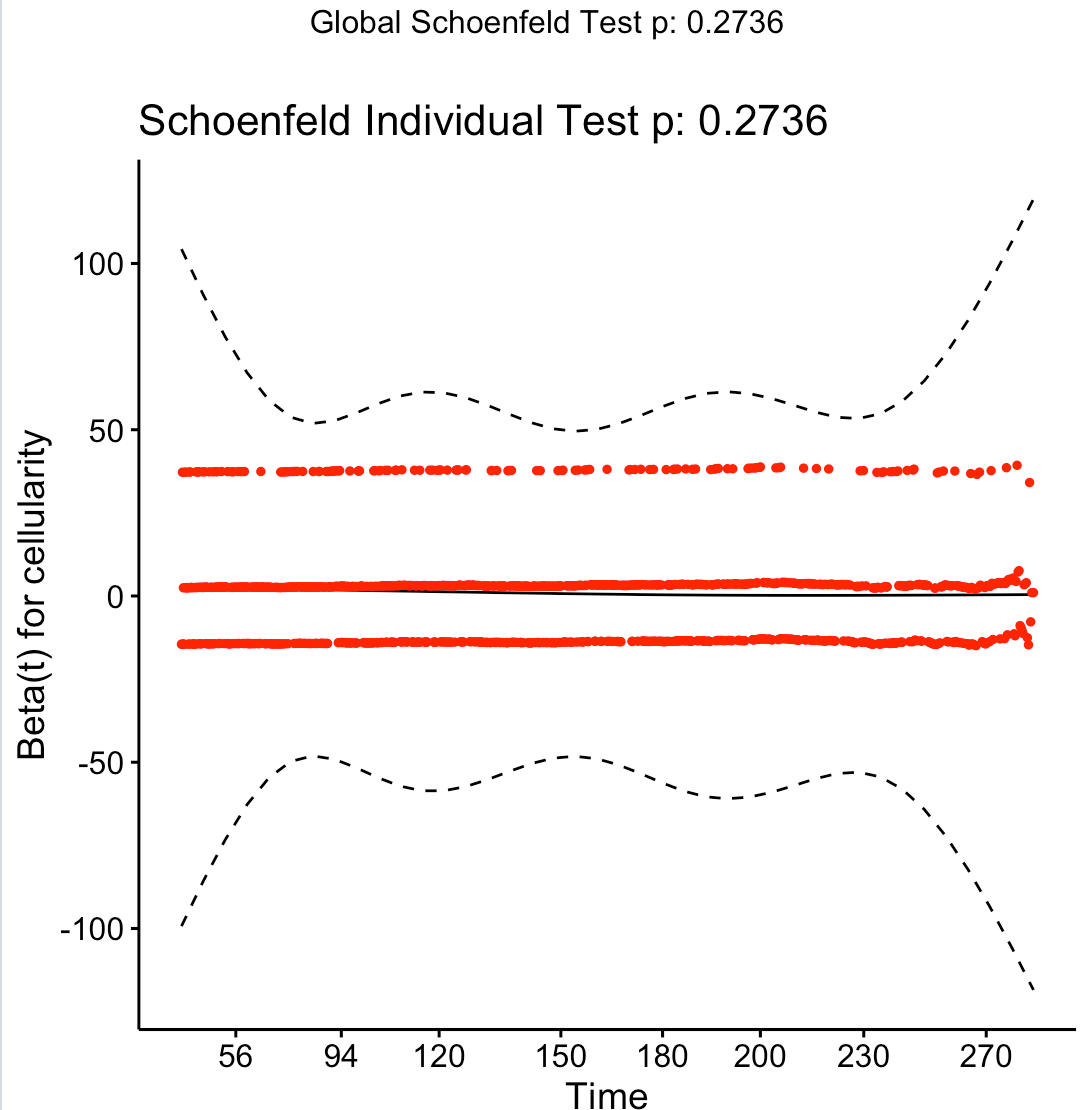 Global Schoenfeld Test p: 0.2736
Schoenfeld Individual Test p: 0.2736
Beta(t) for cellularity
100
50
0
-50
-100
56 94 120 150 180 200 230 270
Time